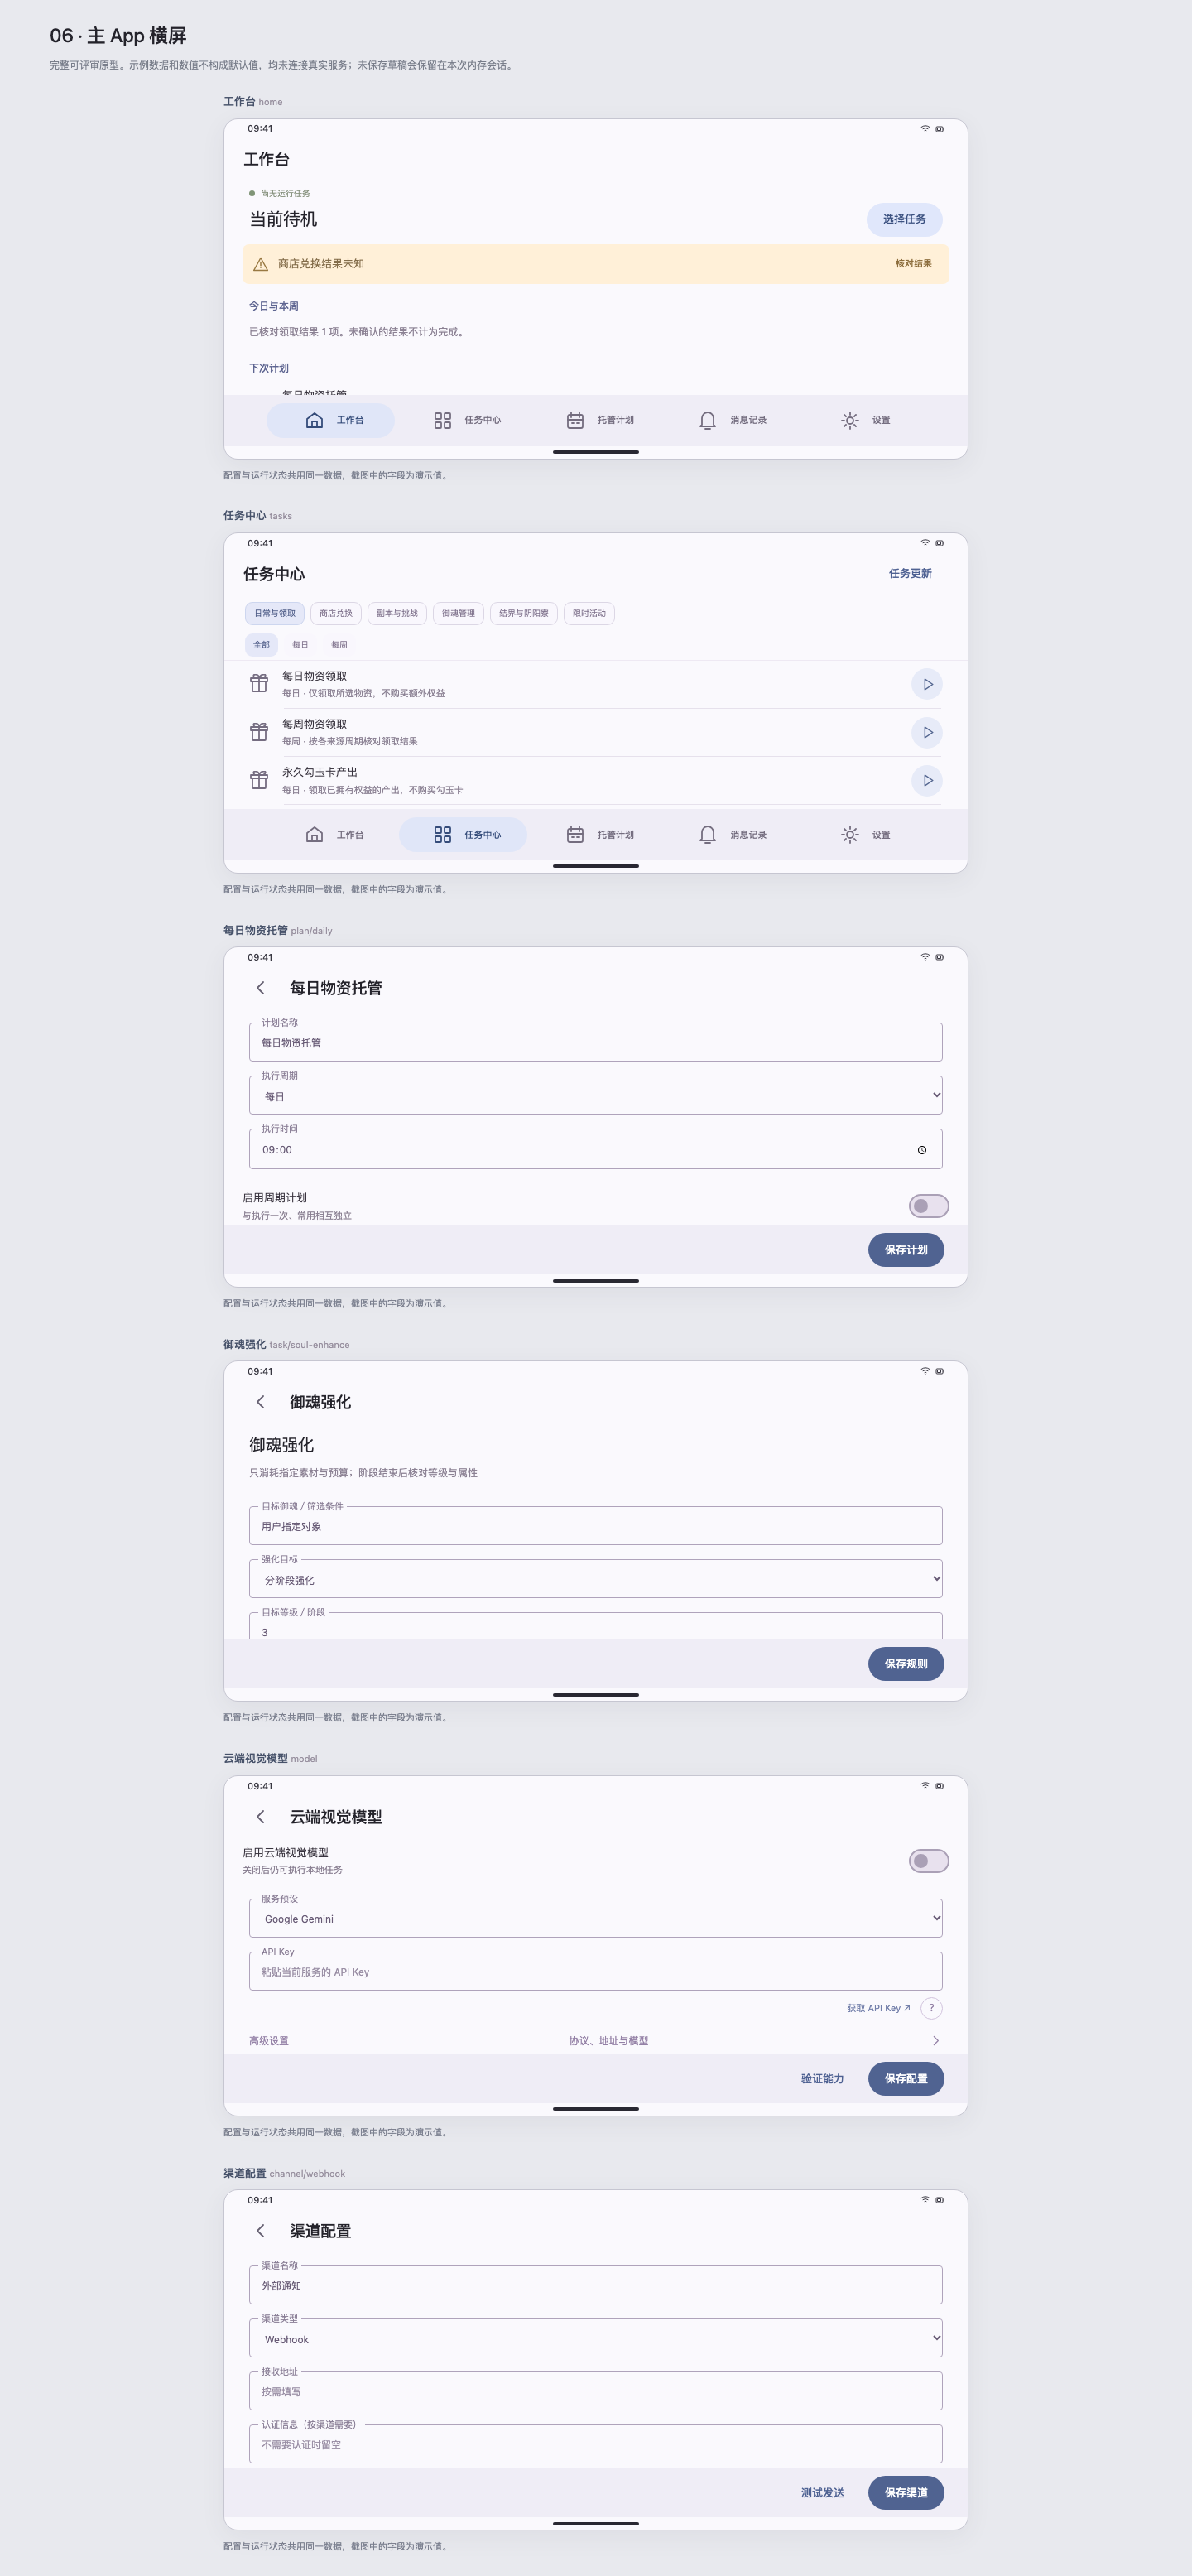 06 · 主 App 横屏
完整可评审原型。示例数据和数值不构成默认值，均未连接真实服务；未保存草稿会保留在本次内存会话。
工作台 home
09:41
工作台
尚无运行任务
当前待机
选择任务
商店兑换结果未知
核对结果
今日与本周
已核对领取结果 1 项。未确认的结果不计为完成。
下次计划
每日物资托管
工作台
任务中心
托管计划
消息记录
设置
配置与运行状态共用同一数据，截图中的字段为演示值。
任务中心 tasks
09:41
任务中心
任务更新
日常与领取
商店兑换
副本与挑战
御魂管理
结界与阴阳寮
限时活动
全部
每日
每周
每日物资领取
每日 · 仅领取所选物资，不购买额外权益
每周物资领取
每周 · 按各来源周期核对领取结果
永久勾玉卡产出
每日 · 领取已拥有权益的产出，不购买勾玉卡
工作台
任务中心
托管计划
消息记录
设置
配置与运行状态共用同一数据，截图中的字段为演示值。
每日物资托管 plan/daily
09:41
每日物资托管
计划名称
每日物资托管
执行周期
每日
执行时间
09:00
启用周期计划
与执行一次、常用相互独立
保存计划
配置与运行状态共用同一数据，截图中的字段为演示值。
御魂强化 task/soul-enhance
09:41
御魂强化
御魂强化
只消耗指定素材与预算；阶段结束后核对等级与属性
目标御魂 / 筛选条件
用户指定对象
强化目标
分阶段强化
目标等级 / 阶段
3
保存规则
配置与运行状态共用同一数据，截图中的字段为演示值。
云端视觉模型 model
09:41
云端视觉模型
启用云端视觉模型
关闭后仍可执行本地任务
服务预设
Google Gemini
API Key
粘贴当前服务的 API Key
获取 API Key ↗
?
高级设置
协议、地址与模型
验证能力
保存配置
配置与运行状态共用同一数据，截图中的字段为演示值。
渠道配置 channel/webhook
09:41
渠道配置
渠道名称
外部通知
渠道类型
Webhook
接收地址
按需填写
认证信息（按渠道需要）
不需要认证时留空
测试发送
保存渠道
配置与运行状态共用同一数据，截图中的字段为演示值。